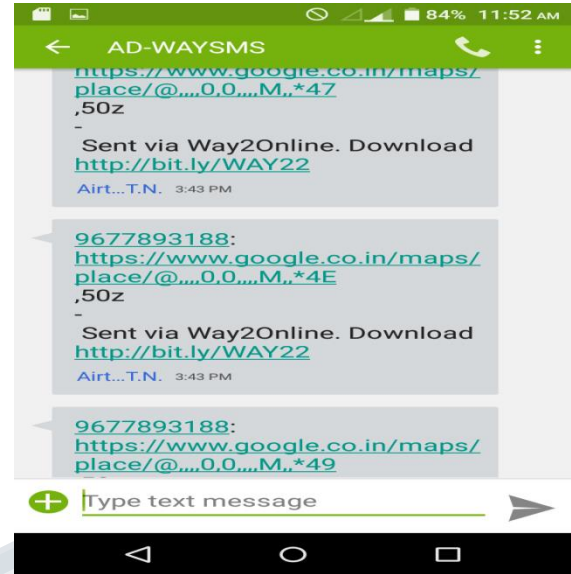 84% 11:52 AM
AD-WAYSMS
https://www.google.co.in/maps/
place/@,,,,0,0,,,,M,,*47
,50z
-
Sent via Way2Online. Download
http://bit.ly/WAY22
Airt...T.N. 3:43 PM
9677893188:
https://www.google.co.in/maps/
place/@,,,,0,0,,,,M,,*4E
,50z
-
Sent via Way2Online. Download
http://bit.ly/WAY22
Airt...T.N. 3:43 PM
9677893188:
https://www.google.co.in/maps/
place/@,,,,0,0,,,,M,,*49
Type text message